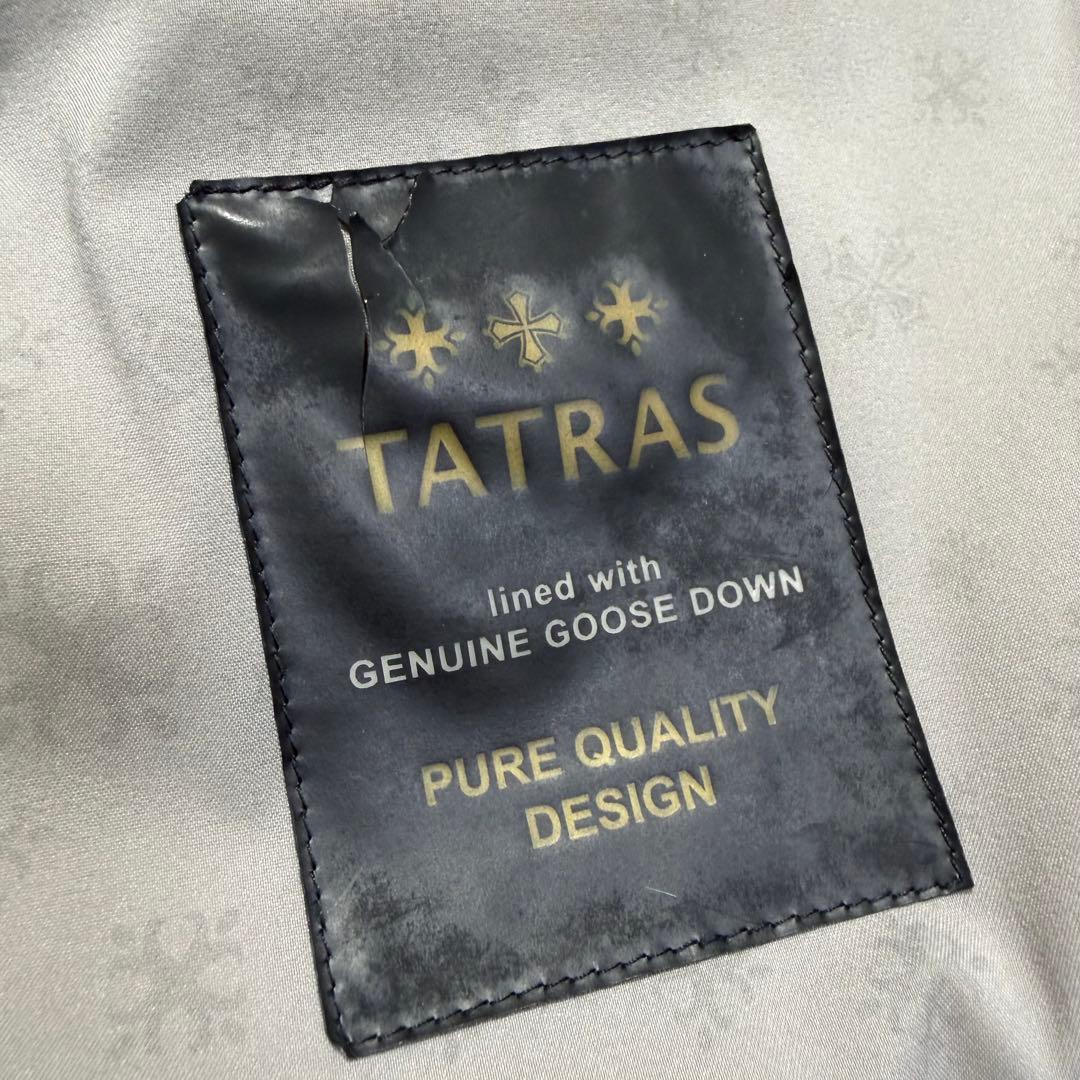 TATRAS
lined with
GENUINE GOOSE DOWN
PURE QUALITY
DESIGN